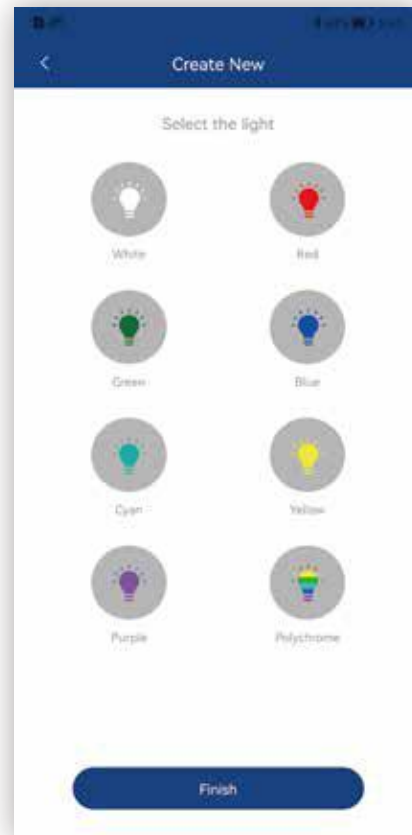 Create New
Select the light
White Red
Green Blue
Cyan Yellow
Purple Polychrome
Finish